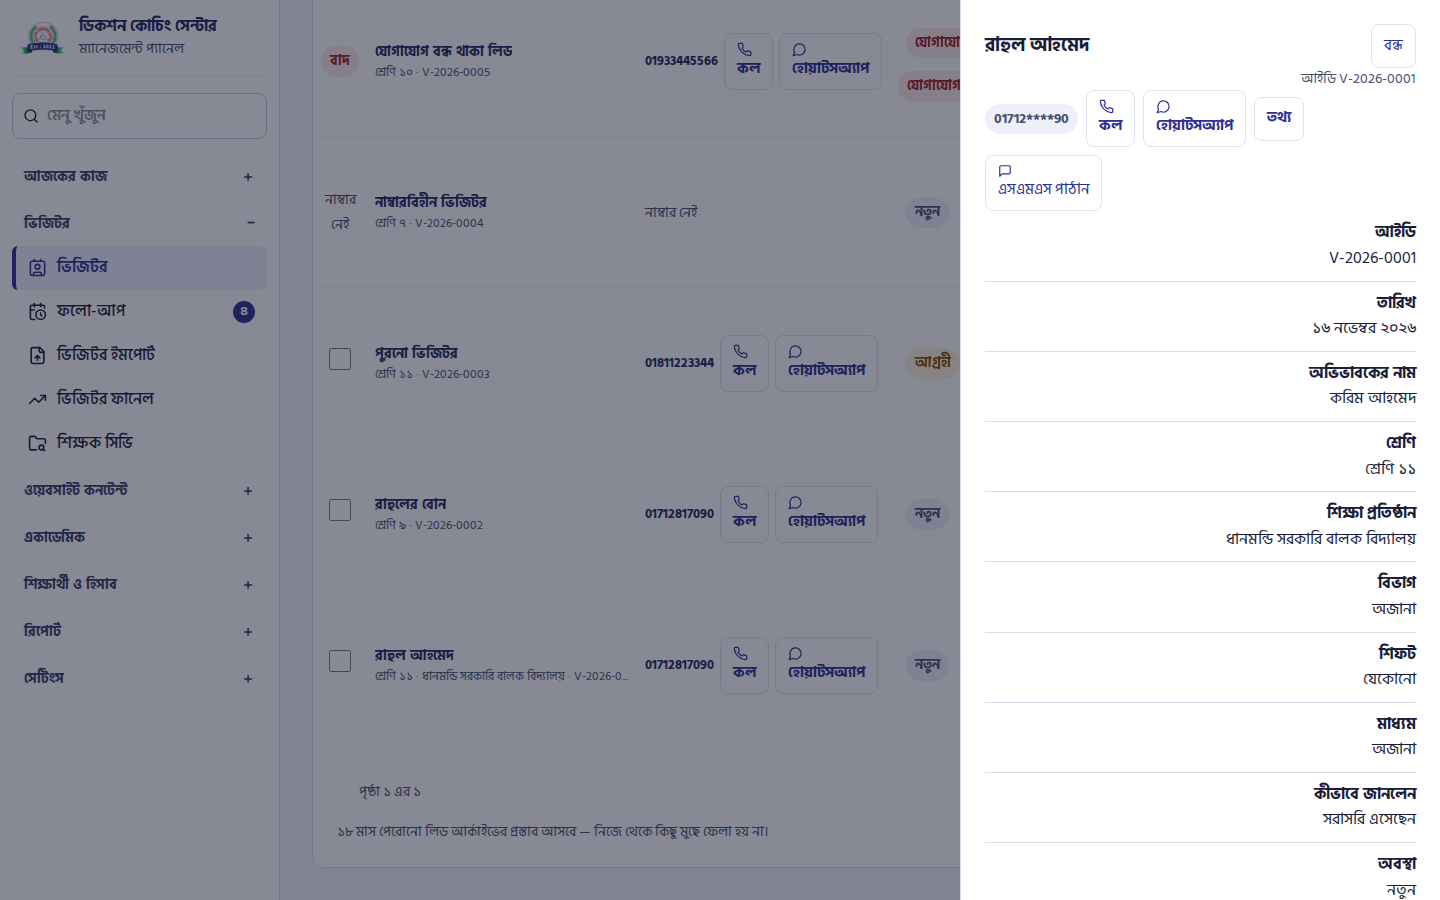 ডিকশন কোচিং সেন্টার
ম্যানেজমেন্ট প্যানেল
মেনু খুঁজুন
আজকের কাজ +
ভিজিটর −
ভিজিটর
ফলো-আপ 8
ভিজিটর ইমপোর্ট
ভিজিটর ফানেল
শিক্ষক সিভি
ওয়েবসাইট কনটেন্ট +
একাডেমিক +
শিক্ষার্থী ও হিসাব +
রিপোর্ট +
সেটিংস +
বাদ
যোগাযোগ বন্ধ থাকা লিড
শ্রেণি ১০ · V-2026-0005
01933445566
কল
হোয়াটসঅ্যাপ
যোগাযো
যোগাযোগ
নাম্বার
নেই
নাম্বারবিহীন ভিজিটর
শ্রেণি ৭ · V-2026-0004
নাম্বার নেই
নতুন
পুরনো ভিজিটর
শ্রেণি ১১ · V-2026-0003
01811223344
কল
হোয়াটসঅ্যাপ
আগ্রহী
রাহুলের বোন
শ্রেণি ৯ · V-2026-0002
01712817090
কল
হোয়াটসঅ্যাপ
নতুন
রাহুল আহমেদ
শ্রেণি ১১ · ধানমন্ডি সরকারি বালক বিদ্যালয় · V-2026-0...
01712817090
কল
হোয়াটসঅ্যাপ
নতুন
পৃষ্ঠা ১ এর ১
১৮ মাস পেরোনো লিড আর্কাইভের প্রস্তাব আসবে — নিজে থেকে কিছু মুছে ফেলা হয় না।
রাহুল আহমেদ
বন্ধ
আইডি V-2026-0001
01712****90
কল
হোয়াটসঅ্যাপ
তথ্য
এসএমএস পাঠান
আইডি
V-2026-0001
তারিখ
১৬ নভেম্বর ২০২৬
অভিভাবকের নাম
করিম আহমেদ
শ্রেণি
শ্রেণি ১১
শিক্ষা প্রতিষ্ঠান
ধানমন্ডি সরকারি বালক বিদ্যালয়
বিভাগ
অজানা
শিফট
যেকোনো
মাধ্যম
অজানা
কীভাবে জানলেন
সরাসরি এসেছেন
অবস্থা
নতুন